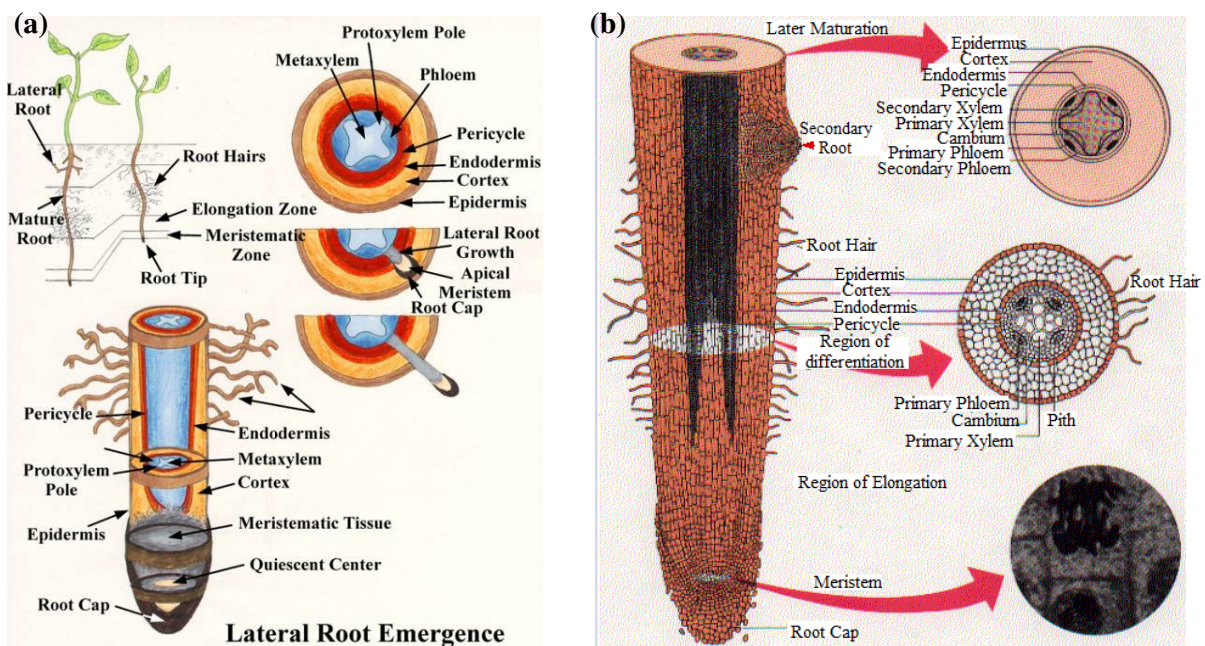 (a)
Protoxylem Pole
Metaxylem
Phloem
Lateral
Root
Root Hairs
Pericycle
Endodermis
Cortex
Epidermis
Mature
Root
Elongation Zone
Meristematic
Zone
Root Tip
Lateral Root
Growth
Apical
Meristem
Root Cap
Pericycle
Endodermis
Metaxylem
Protoxylem
Pole
Cortex
Epidermis
Meristematic Tissue
Quiescent Center
Root Cap
Lateral Root Emergence
(b)
Later Maturation
Epidermus
Cortex
Endodermis
Pericycle
Secondary Xylem
Primary Xylem
Cambium
Primary Phloem
Secondary Phloem
Secondary
Root
Root Hair
Epidermis
Cortex
Endodermis
Pericycle
Region of
differentiation
Root Hair
Primary Phloem
Cambium
Pith
Primary Xylem
Region of Elongation
Meristem
Root Cap